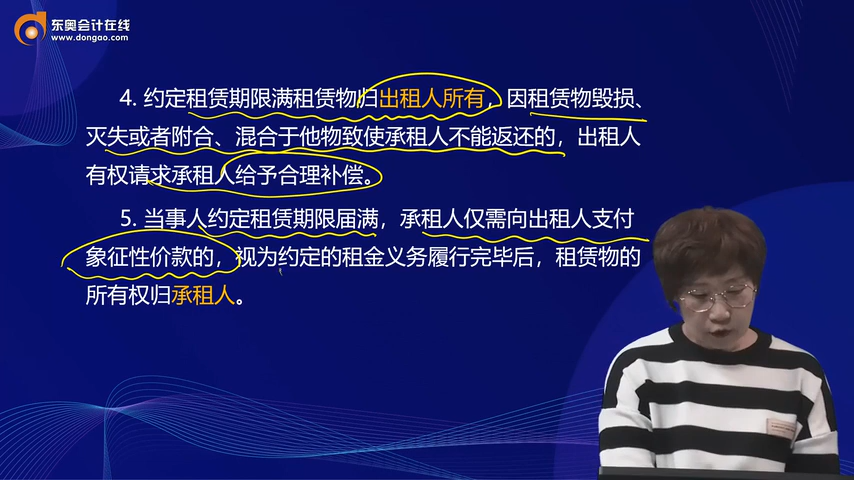 东奥会计在线
www.dongao.com
4. 约定租赁期限满租赁物归出租人所有，因租赁物毁损、
灭失或者附合、混合于他物致使承租人不能返还的，出租人
有权请求承租人给予合理补偿。
5. 当事人约定租赁期限届满，承租人仅需向出租人支付
象征性价款的，视为约定的租金义务履行完毕后，租赁物的
所有权归承租人。